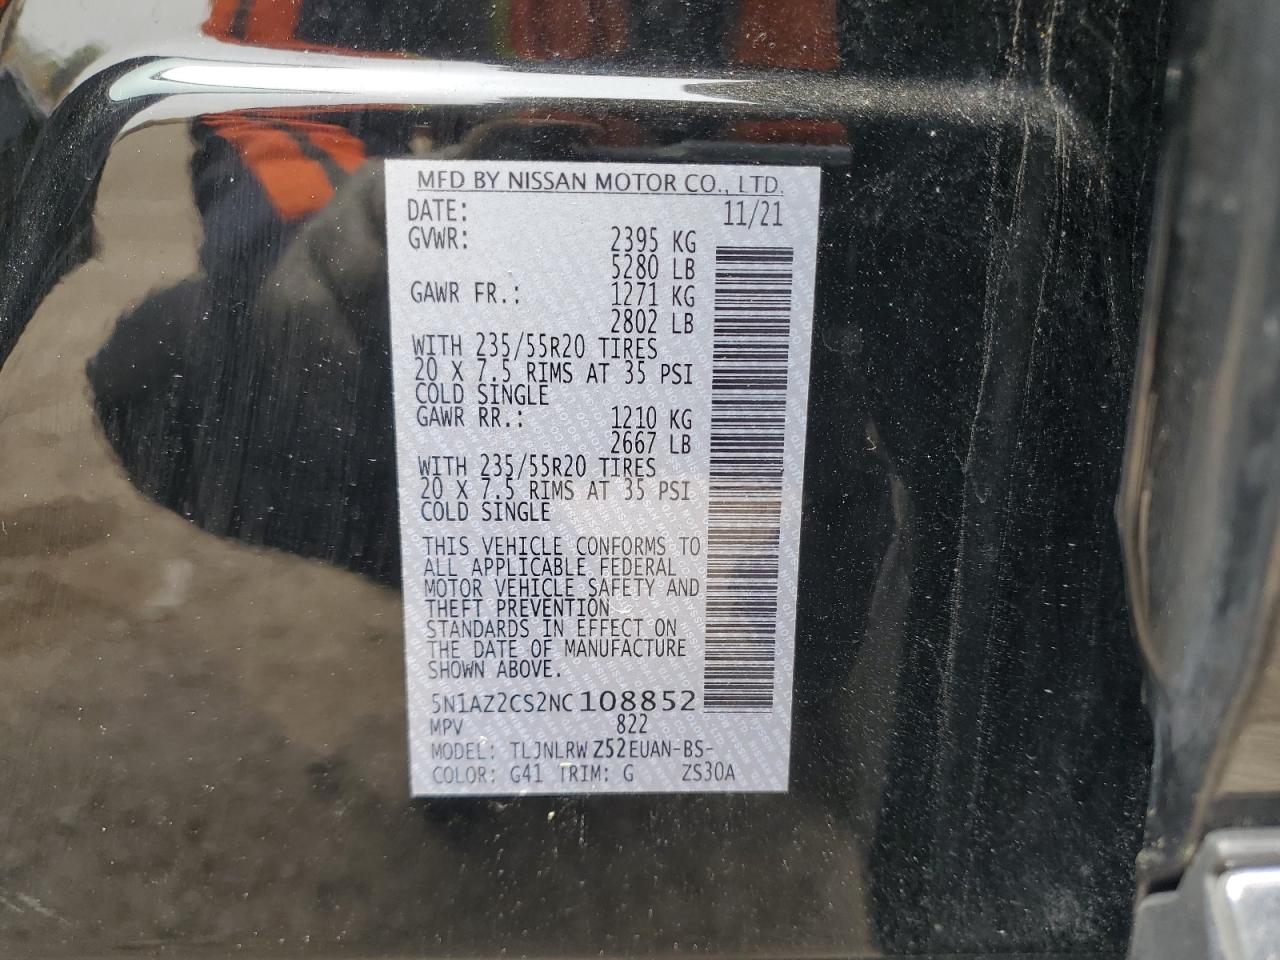 MFD BY NISSAN MOTOR CO., LTD.
DATE: 11/21
GVWR: 2395 KG
5280 LB
GAWR FR.: 1271 KG
2802 LB
WITH 235/55R20 TIRES
20 X 7.5 RIMS AT 35 PSI
COLD SINGLE
GAWR RR.: 1210 KG
2667 LB
WITH 235/55R20 TIRES
20 X 7.5 RIMS AT 35 PSI
COLD SINGLE
THIS VEHICLE CONFORMS TO
ALL APPLICABLE FEDERAL
MOTOR VEHICLE SAFETY AND
THEFT PREVENTION
STANDARDS IN EFFECT ON
THE DATE OF MANUFACTURE
SHOWN ABOVE.
5N1AZ2CS2NC108852
MPV 822
MODEL: TLJNLRWZ52EUAN-BS-
COLOR: G41 TRIM: G ZS30A